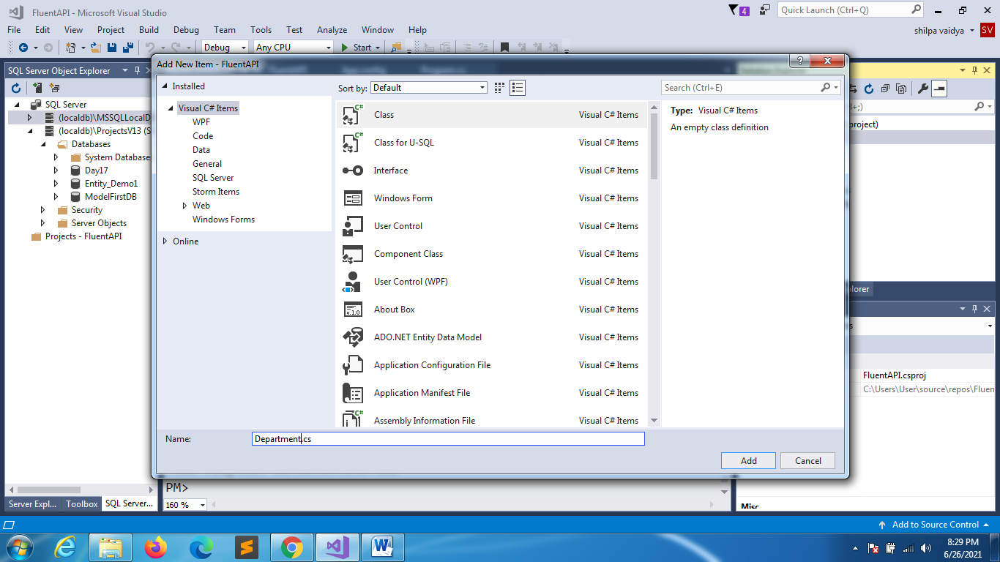 FluentAPI - Microsoft Visual Studio
4
Quick Launch (Ctrl+Q)
File Edit View Project Build Debug Team Tools Test Analyze Window Help
shilpa vaidya SV
Debug Any CPU Start
SQL Server Object Explorer
SQL Server
(localdb)\MSSQLLocalD
(localdb)\ProjectsV13 (S
Databases
System Database
Day17
Entity_Demo1
ModelFirstDB
Security
Server Objects
Projects - FluentAPI
Server Expl... Toolbox SQL Server...
Add New Item - FluentAPI
Installed
Visual C# Items
WPF
Code
Data
General
SQL Server
Storm Items
Web
Windows Forms
Online
Sort by: Default
Search (Ctrl+E)
Class Visual C# Items
Class for U-SQL Visual C# Items
Interface Visual C# Items
Windows Form Visual C# Items
User Control Visual C# Items
Component Class Visual C# Items
User Control (WPF) Visual C# Items
About Box Visual C# Items
ADO.NET Entity Data Model Visual C# Items
Application Configuration File Visual C# Items
Application Manifest File Visual C# Items
Assembly Information File Visual C# Items
Type: Visual C# Items
An empty class definition
Name: Department.cs
Add Cancel
+;)
roject)
lorer
FluentAPI.csproj
C:\Users\User\source\repos\Fluen
Misc
PM>
160 %
Add to Source Control
8:29 PM
6/26/2021